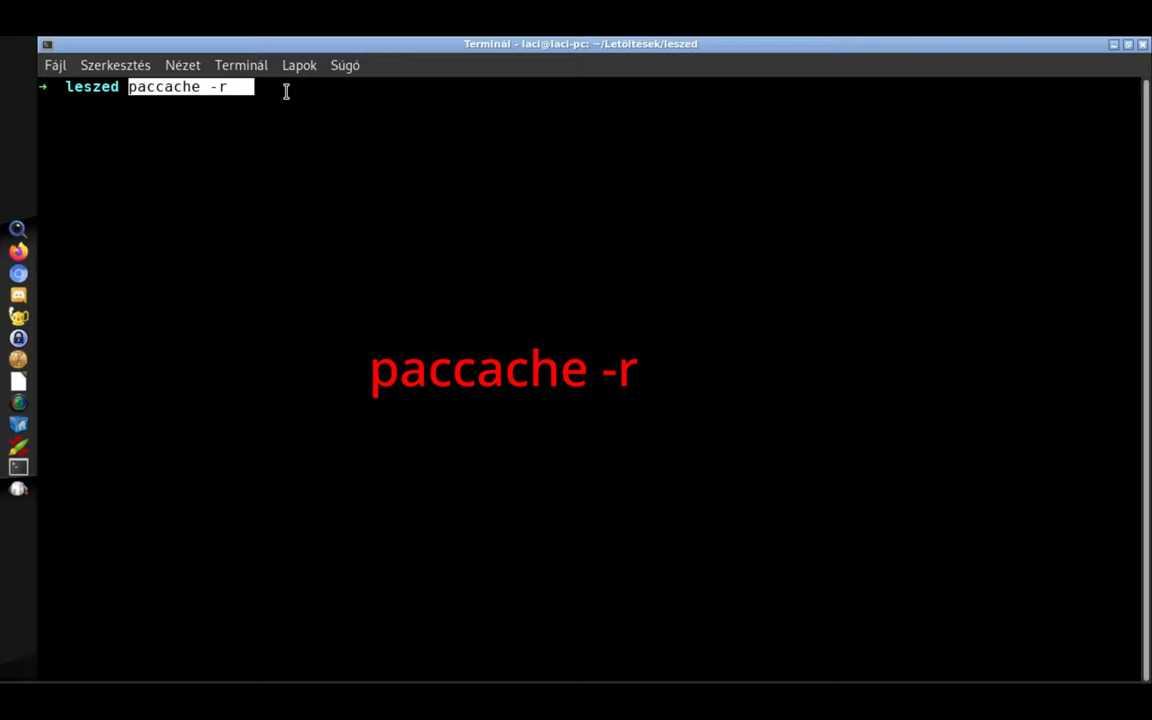 Terminál - laci@laci-pc: ~/Letöltések/leszed
Fájl Szerkesztés Nézet Terminál Lapok Súgó
➜ leszed paccache -r
paccache -r